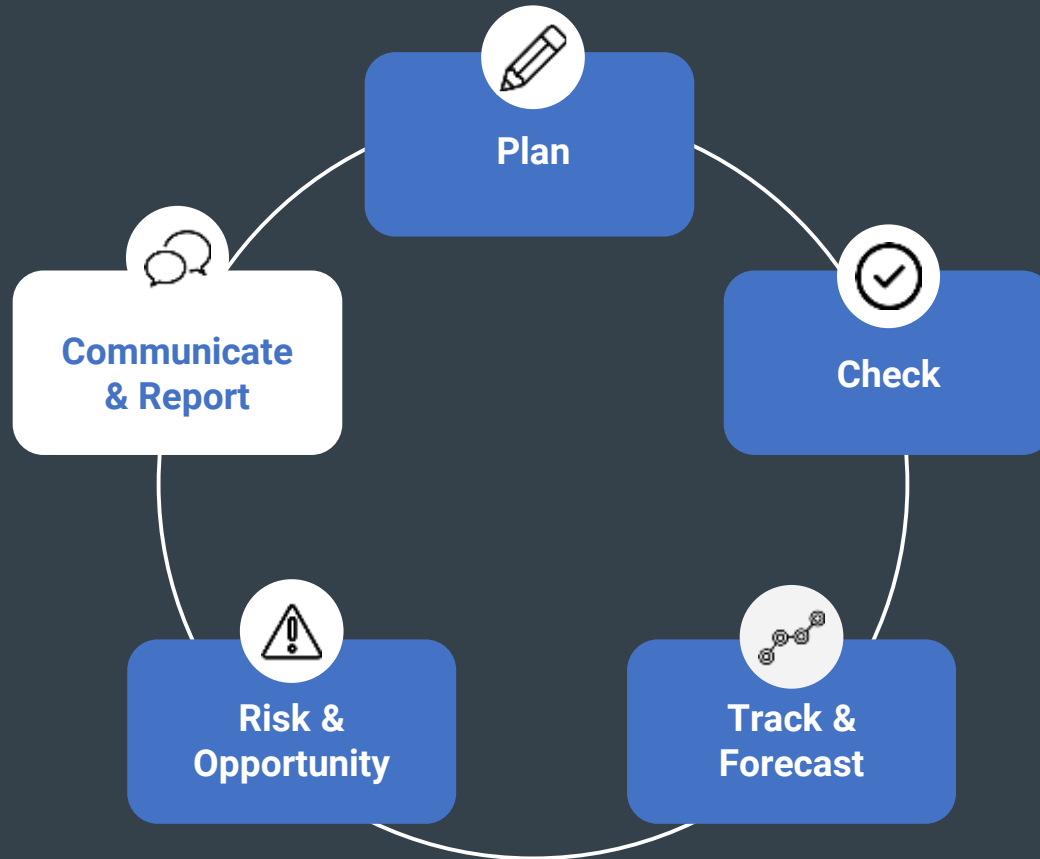 Plan
Check
Track &
Forecast
Risk &
Opportunity
Communicate
& Report